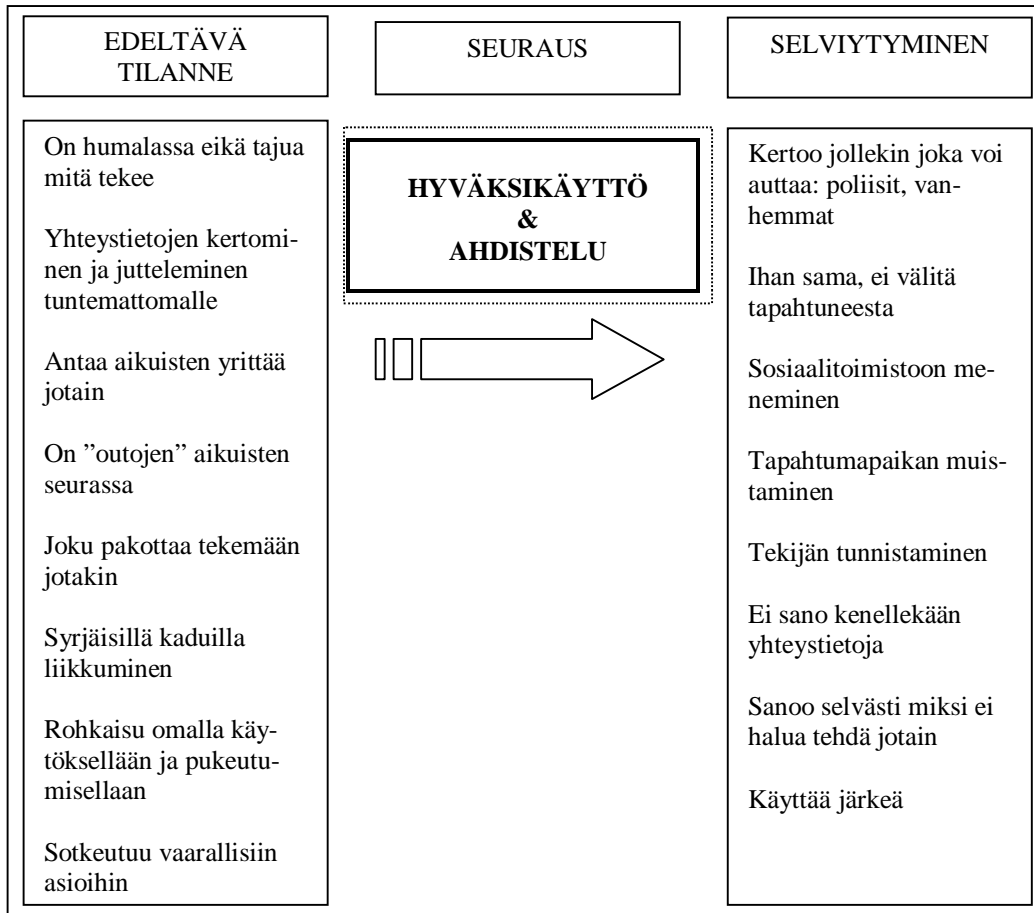 EDELTÄVÄ
TILANNE
SEURAUS
SELVIYTYMINEN
On humalassa eikä tajua
mitä tekee
Yhteystietojen kertomi-
nen ja jutteleminen
tuntemattomalle
Antaa aikuisten yrittää
jotain
On ”outojen” aikuisten
seurassa
Joku pakottaa tekemään
jotakin
Syrjäisillä kaduilla
liikkuminen
Rohkaisu omalla käy-
töksellään ja pukeutu-
misellaan
Sotkeutuu vaarallisiin
asioihin
HYVÄKSIKÄYTTÖ
&
AHDISTELU
Kertoo jollekin joka voi
auttaa: poliisit, van-
hemmat
Ihan sama, ei välitä
tapahtuneesta
Sosiaalitoimistoon me-
neminen
Tapahtumapaikan muis-
taminen
Tekijän tunnistaminen
Ei sano kenellekään
yhteystietoja
Sanoo selvästi miksi ei
halua tehdä jotain
Käyttää järkeä